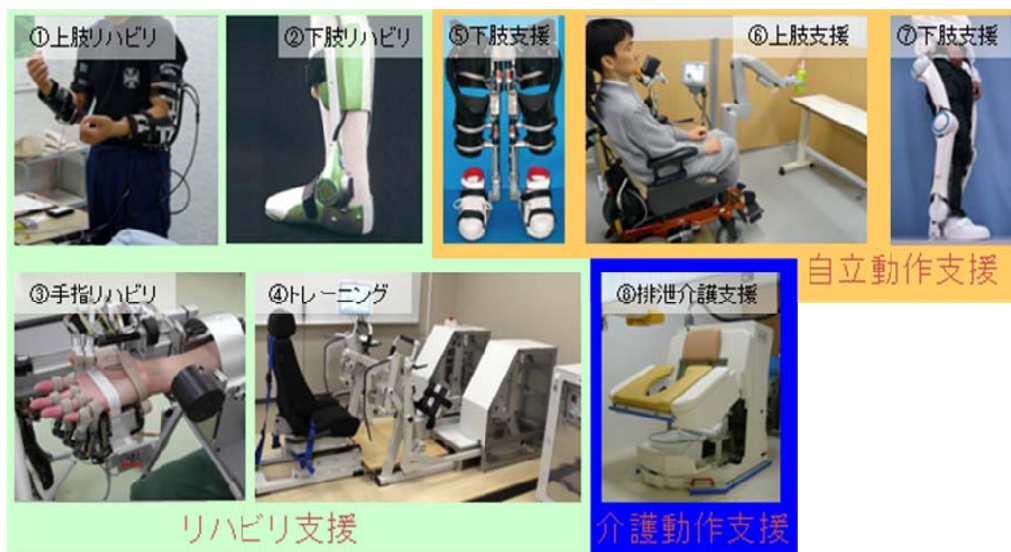 ①上肢リハビリ
②下肢リハビリ
⑤下肢支援
⑥上肢支援
⑦下肢支援
自立動作支援
③手指リハビリ
④トレーニング
⑧排泄介護支援
リハビリ支援
介護動作支援